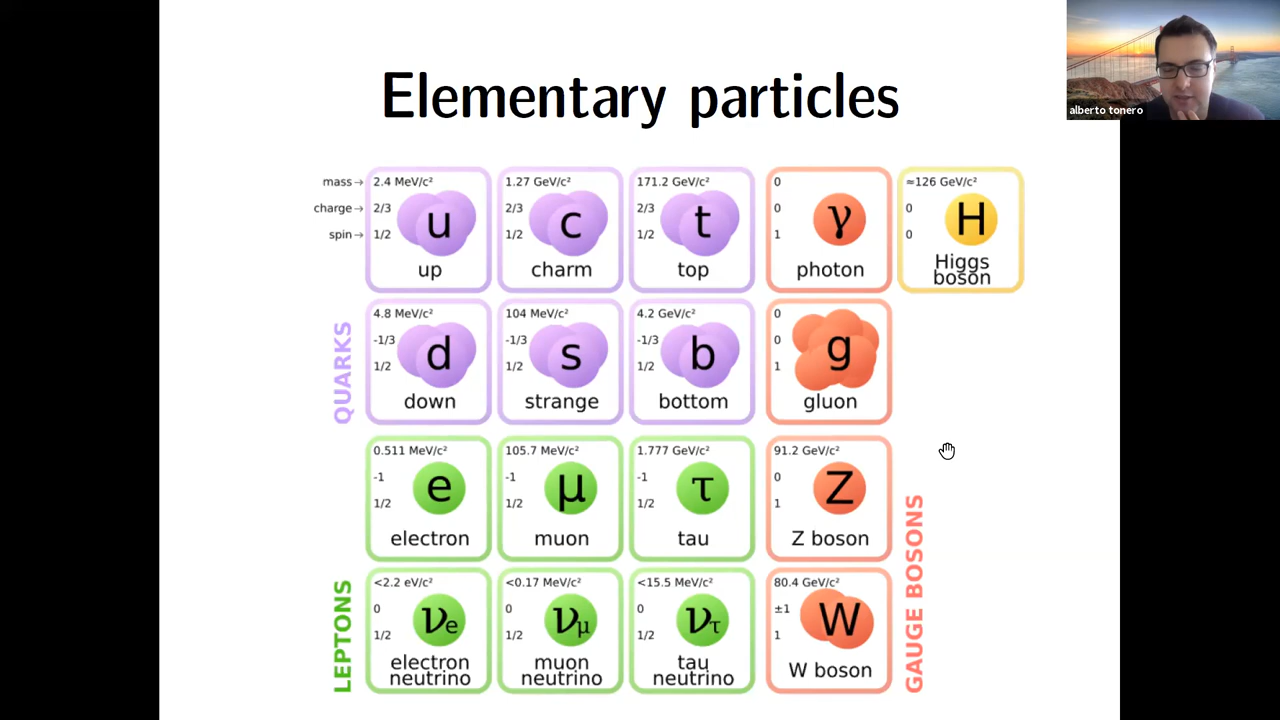 Elementary particles
alberto tonero
mass→
charge→
spin→
2.4 MeV/c²
2/3
1/2
u
up
1.27 GeV/c²
2/3
1/2
c
charm
171.2 GeV/c²
2/3
1/2
t
top
0
0
1
γ
photon
≈126 GeV/c²
0
0
H
Higgs
boson
QUARKS
4.8 MeV/c²
-1/3
1/2
d
down
104 MeV/c²
-1/3
1/2
s
strange
4.2 GeV/c²
-1/3
1/2
b
bottom
0
0
1
g
gluon
LEPTONS
0.511 MeV/c²
-1
1/2
e
electron
105.7 MeV/c²
-1
1/2
μ
muon
1.777 GeV/c²
-1
1/2
τ
tau
91.2 GeV/c²
0
1
Z
Z boson
<2.2 eV/c²
0
1/2
νe
electron
neutrino
<0.17 MeV/c²
0
1/2
νμ
muon
neutrino
<15.5 MeV/c²
0
1/2
ντ
tau
neutrino
80.4 GeV/c²
±1
1
W
W boson
GAUGE BOSONS